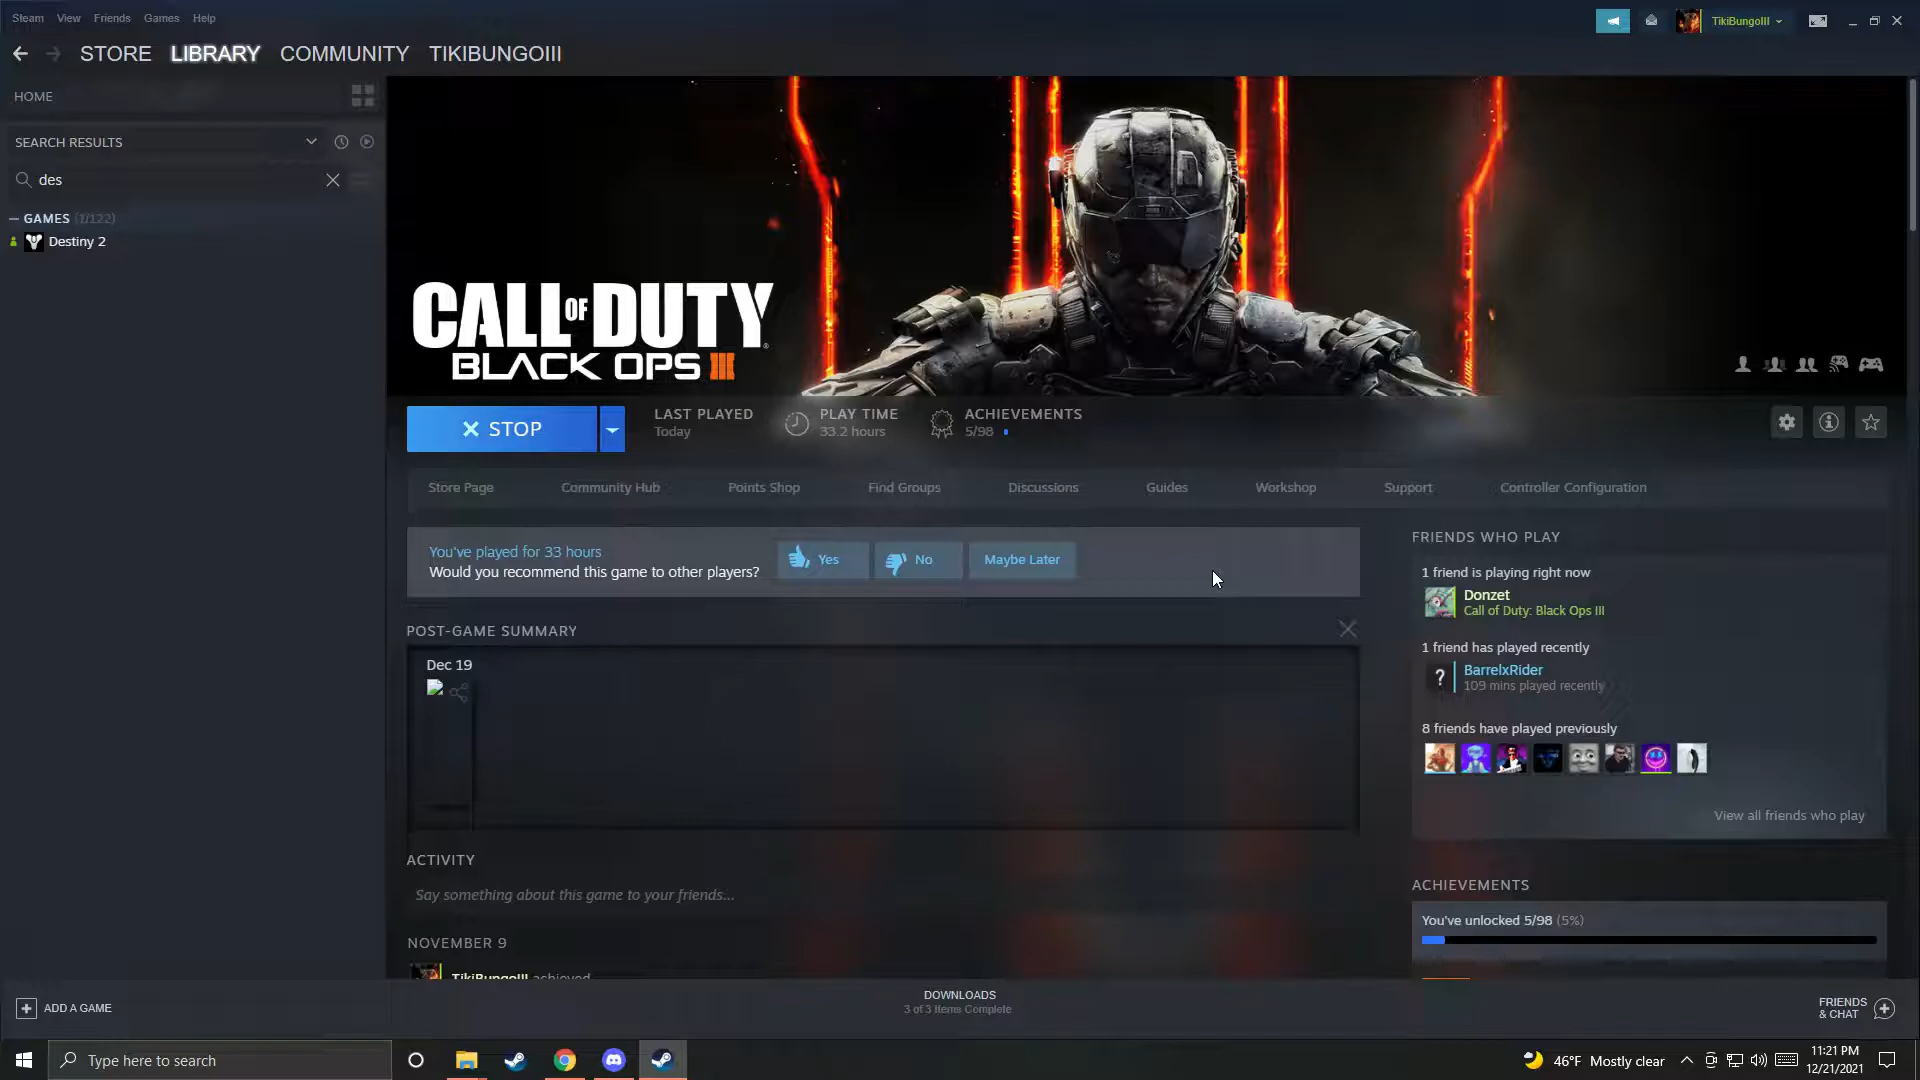 Steam View Friends Games Help
TikiBungoIII
STORE LIBRARY COMMUNITY TIKIBUNGOIII
HOME
SEARCH RESULTS
des
GAMES (1/122)
Destiny 2
CALL OF DUTY
BLACK OPS III
STOP
LAST PLAYED
Today
PLAY TIME
33.2 hours
ACHIEVEMENTS
5/98
Store Page Community Hub Points Shop Find Groups Discussions Guides Workshop Support Controller Configuration
You've played for 33 hours
Would you recommend this game to other players?
Yes No Maybe Later
POST-GAME SUMMARY
Dec 19
ACTIVITY
Say something about this game to your friends...
NOVEMBER 9
TikiBungoIII achieved
FRIENDS WHO PLAY
1 friend is playing right now
Donzet
Call of Duty: Black Ops III
1 friend has played recently
BarrelxRider
109 mins played recently
8 friends have played previously
View all friends who play
ACHIEVEMENTS
You've unlocked 5/98 (5%)
ADD A GAME
DOWNLOADS
3 of 3 Items Complete
FRIENDS
& CHAT
Type here to search
46°F Mostly clear
11:21 PM
12/21/2021